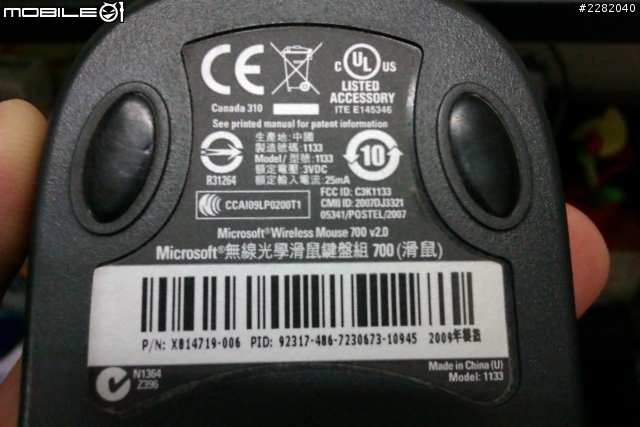 MOBILE01
#2282040
CE
c UL US
LISTED
ACCESSORY
ITE E145346
Canada 310
See printed manual for patent information
生產地:中國
製造號碼:1133
Model/型號:1133
額定電壓:3VDC
額定輸入電流:25mA
R31264
10
FCC ID: C3K1133
CMII ID: 2007DJ3321
05341/POSTEL/2007
CCAI09LP0200T1
Microsoft® Wireless Mouse 700 v2.0
Microsoft®無線光學滑鼠鍵盤組 700 (滑鼠)
P/N: X814719-006 PID: 92317-486-7230673-10945 2009年製造
N1364
Z396
Made in China (U)
Model: 1133